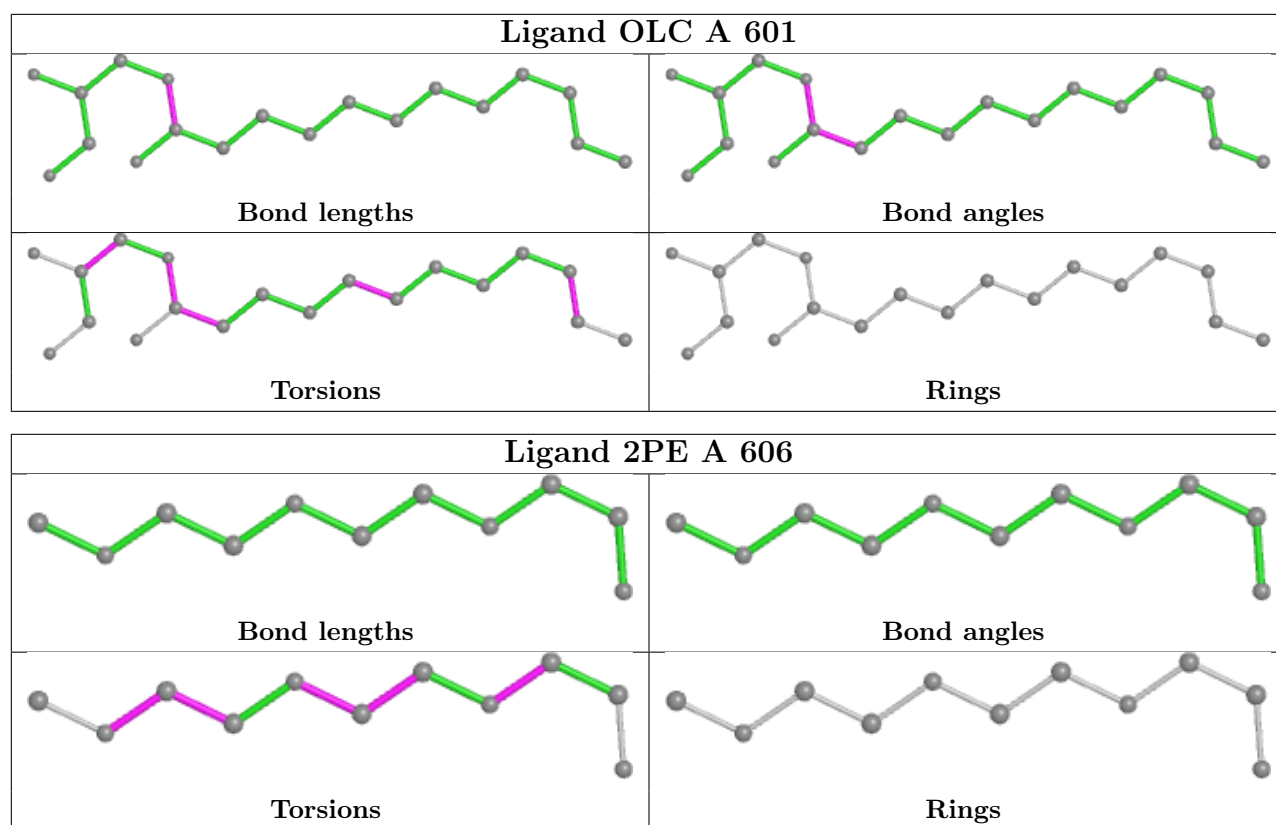 Ligand OLC A 601
Bond lengths
Bond angles
Torsions
Rings
Ligand 2PE A 606
Bond lengths
Bond angles
Torsions
Rings